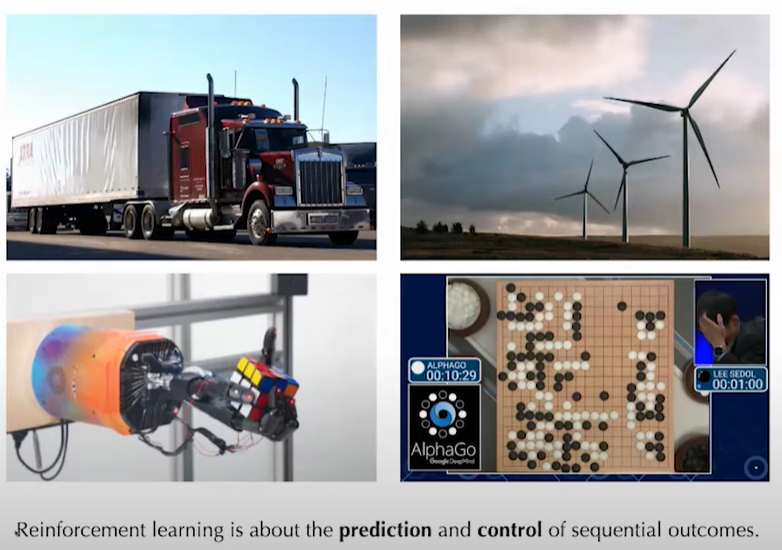 XTRA
ALPHAGO
00:10:29
LEE SEDOL
00:01:00
AlphaGo
Google DeepMind
Reinforcement learning is about the prediction and control of sequential outcomes.